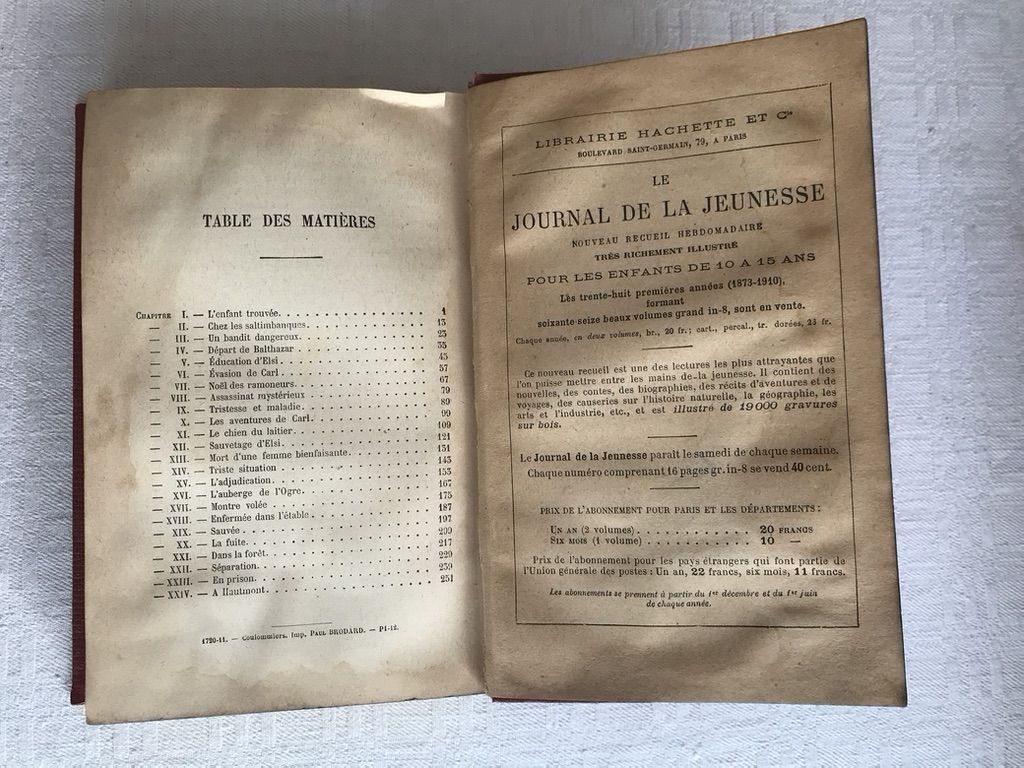 TABLE DES MATIÈRES
CHAPITRE I. — L'enfant trouvée. 1
— II. — Chez les saltimbanques. 13
— III. — Un bandit dangereux. 25
— IV. — Départ de Balthazar 35
— V. — Éducation d'Elsi. 45
— VI. — Évasion de Carl. 57
— VII. — Noël des ramoneurs. 67
— VIII. — Assassinat mystérieux 79
— IX. — Tristesse et maladie. 89
— X. — Les aventures de Carl. 99
— XI. — Le chien du laitier 109
— XII. — Sauvetage d'Elsi. 121
— XIII. — Mort d'une femme bienfaisante. 131
— XIV. — Triste situation 143
— XV. — L'adjudication 155
— XVI. — L'auberge de l'Ogre. 167
— XVII. — Montre volée 175
— XVIII. — Enfermée dans l'étable. 187
— XIX. — Sauvée 197
— XX. — La fuite. 209
— XXI. — Dans la forêt. 217
— XXII. — Séparation. 229
— XXIII. — En prison. 239
— XXIV. — A Hautmont. 251
1720-11. — Coulommiers. Imp. PAUL BRODARD. — P1-12.
LIBRAIRIE HACHETTE ET Cie
BOULEVARD SAINT-GERMAIN, 79, A PARIS
LE
JOURNAL DE LA JEUNESSE
NOUVEAU RECUEIL HEBDOMADAIRE
TRÈS RICHEMENT ILLUSTRÉ
POUR LES ENFANTS DE 10 A 15 ANS
Les trente-huit premières années (1873-1910),
formant
soixante-seize beaux volumes grand in-8, sont en vente.
Chaque année, en deux volumes, br., 20 fr.; cart., percal., tr. dorées, 26 fr.
Ce nouveau recueil est une des lectures les plus attrayantes que
l'on puisse mettre entre les mains de la jeunesse. Il contient des
nouvelles, des contes, des biographies, des récits d'aventures et de
voyages, des causeries sur l'histoire naturelle, la géographie, les
arts et l'industrie, etc., et est illustré de 19000 gravures
sur bois.
Le Journal de la Jeunesse paraît le samedi de chaque semaine.
Chaque numéro comprenant 16 pages gr. in-8 se vend 40 cent.
PRIX DE L'ABONNEMENT POUR PARIS ET LES DÉPARTEMENTS :
UN AN (2 volumes) 20 FRANCS
SIX MOIS (1 volume) 10 —
Prix de l'abonnement pour les pays étrangers qui font partie de
l'Union générale des postes : Un an, 22 francs, six mois, 11 francs.
Les abonnements se prennent à partir du 1er décembre et du 1er juin
de chaque année.